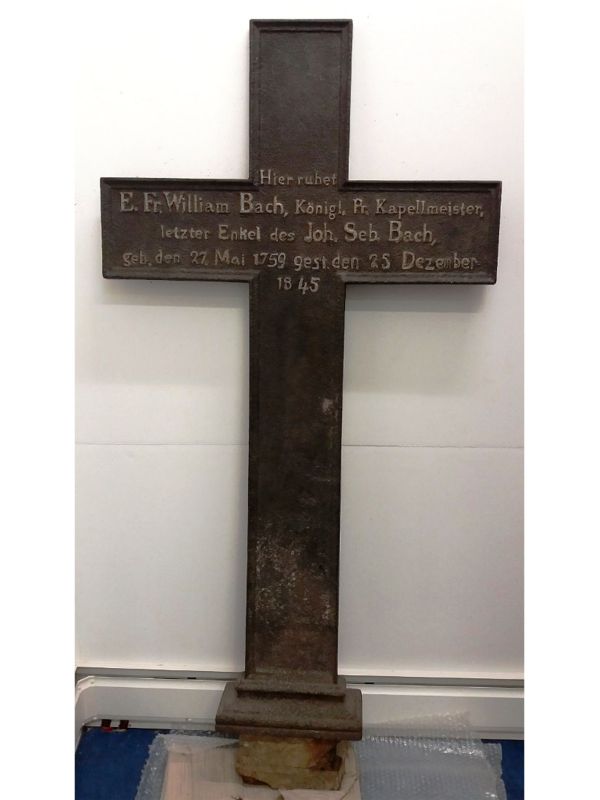 Hier ruhet
E. Fr. William Bach, Königl. Pr. Kapellmeister,
letzter Enkel des Joh. Seb. Bach,
geb. den 27. Mai 1759 gest. den 25 Dezember
1845